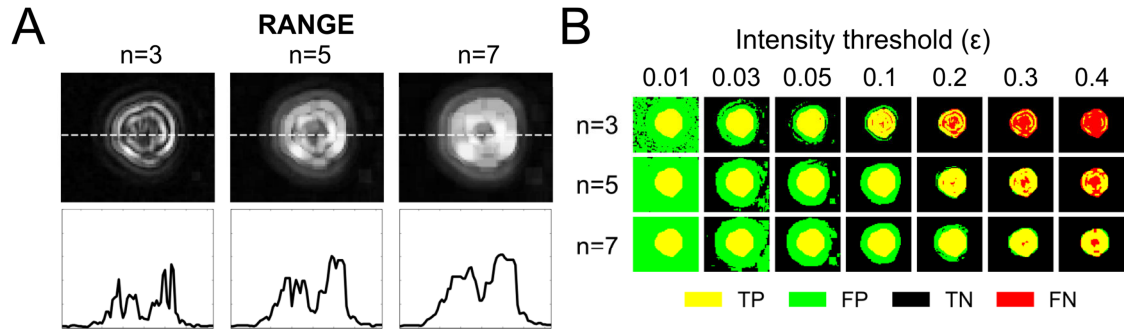 A
RANGE
n=3 n=5 n=7
B
Intensity threshold (ε)
0.01 0.03 0.05 0.1 0.2 0.3 0.4
n=3
n=5
n=7
TP FP TN FN